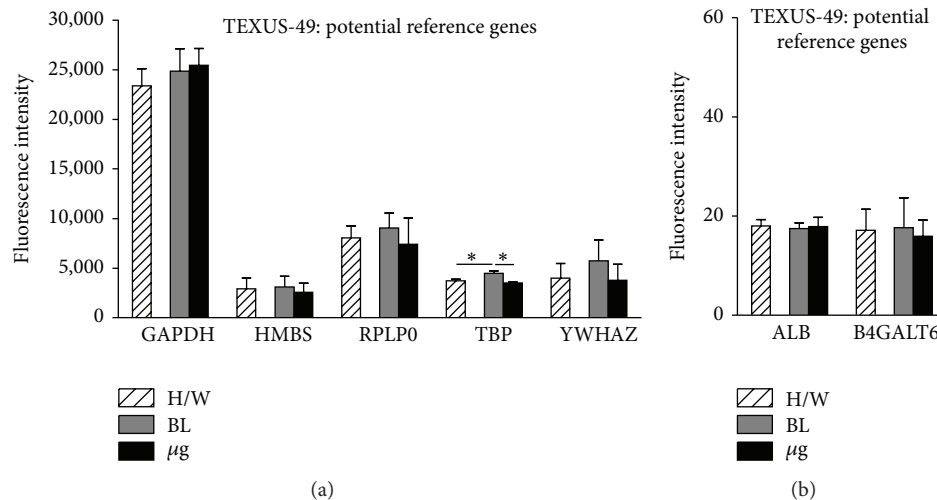 TEXUS-49: potential reference genes
Fluorescence intensity
30,000
25,000
20,000
15,000
10,000
5,000
0
* *
GAPDH HMBS RPLP0 TBP YWHAZ
H/W
BL
μg
(a)
TEXUS-49: potential
reference genes
Fluorescence intensity
60
40
20
0
ALB B4GALT6
H/W
BL
μg
(b)